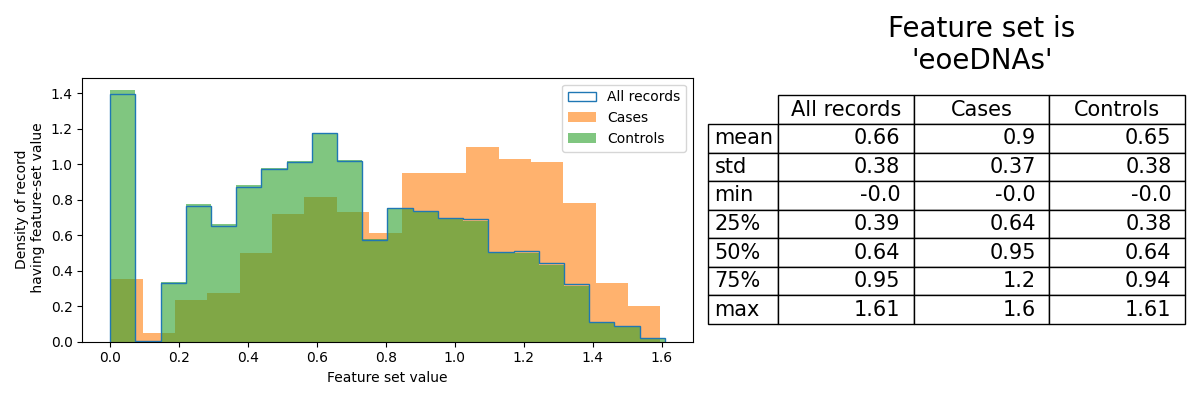 Feature set is
'eoeDNAs'
1.4
1.2
1.0
0.8
0.6
0.4
0.2
0.0
Density of record
having feature-set value
0.0 0.2 0.4 0.6 0.8 1.0 1.2 1.4 1.6
Feature set value
All records
Cases
Controls
All records Cases Controls
mean 0.66 0.9 0.65
std 0.38 0.37 0.38
min -0.0 -0.0 -0.0
25% 0.39 0.64 0.38
50% 0.64 0.95 0.64
75% 0.95 1.2 0.94
max 1.61 1.6 1.61